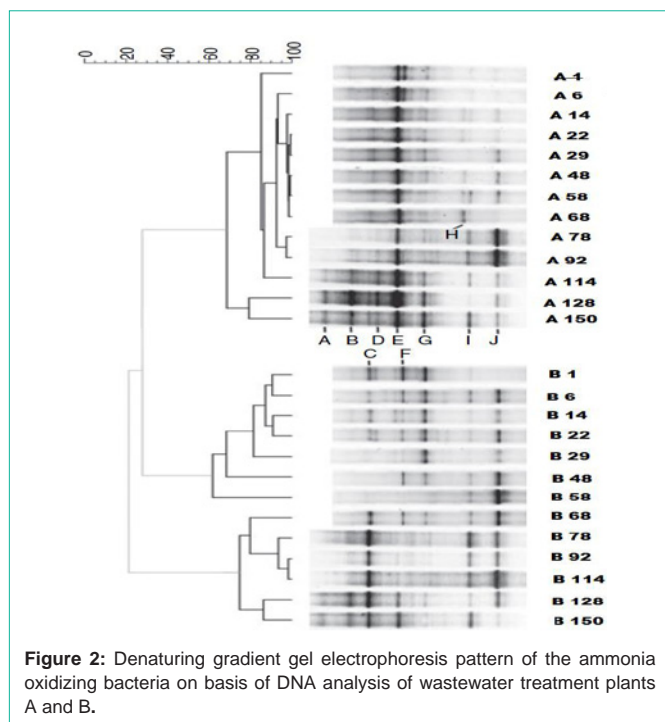 0 20 40 60 80 100
A 1
A 6
A 14
A 22
A 29
A 48
A 58
A 68
H
A 78
A 92
A 114
A 128
A 150
A B D E G I J
C F
B 1
B 6
B 14
B 22
B 29
B 48
B 58
B 68
B 78
B 92
B 114
B 128
B 150
Figure 2: Denaturing gradient gel electrophoresis pattern of the ammonia
oxidizing bacteria on basis of DNA analysis of wastewater treatment plants
A and B.